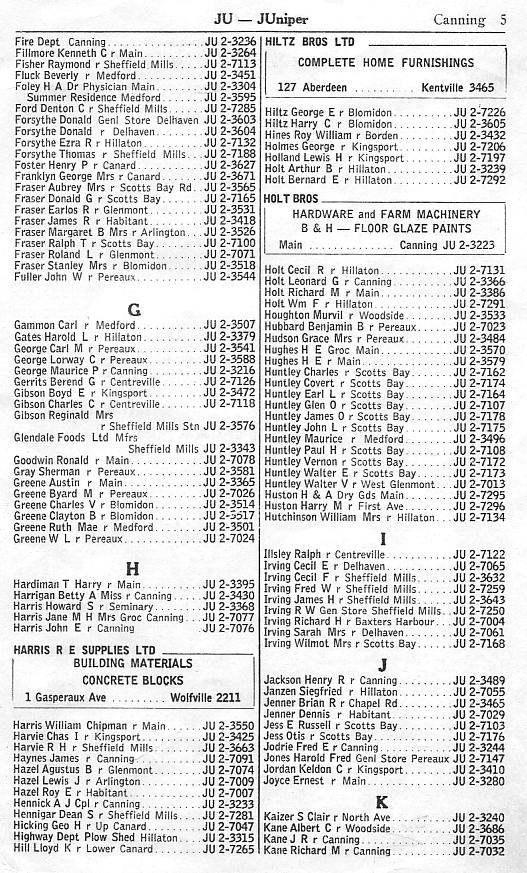 JU — JUniper
Canning 5
Fire Dept Canning..........JU 2-3236
Fillmore Kenneth C r Main......JU 2-3264
Fisher Raymond r Sheffield Mills.....JU 2-7113
Fluck Beverly r Medford..........JU 2-3451
Foley H A Dr Physician Main....JU 2-3304
Summer Residence Medford.....JU 2-3595
Ford Denton C r Sheffield Mills....JU 2-7285
Forsythe Donald Genl Store Delhaven JU 2-3603
Forsythe Donald r Delhaven......JU 2-3604
Forsythe Ezra R r Hillaton........JU 2-7132
Forsythe Thomas r Sheffield Mills...JU 2-7188
Foster Henry P r Canard.........JU 2-3627
Franklyn George Mrs r Canard....JU 2-3671
Fraser Aubrey Mrs r Scotts Bay Rd..JU 2-3565
Fraser Donald G r Scotts Bay......JU 2-7165
Fraser Earlos R r Glenmont.......JU 2-3531
Fraser James R r Habitant........JU 2-3418
Fraser Margaret B Mrs r Arlington...JU 2-3526
Fraser Ralph T r Scotts Bay......JU 2-7100
Fraser Roland L r Glenmont......JU 2-7071
Fraser Stanley Mrs r Blomidon....JU 2-3518
Fuller John W r Pereaux.........JU 2-3544
G
Gammon Carl r Medford..........JU 2-3507
Gates Harold L r Hillaton........JU 2-3379
George Carl M r Pereaux.........JU 2-3541
George Lorway C r Pereaux.......JU 2-3588
George Maurice P r Canning......JU 2-3216
Gerrits Berend G r Centreville....JU 2-7126
Gibson Boyd E r Kingsport.......JU 2-3472
Gibson Charles C r Centreville.....JU 2-7118
Gibson Reginald Mrs
r Sheffield Mills Stn JU 2-3576
Glendale Foods Ltd Mfrs
Sheffield Mills JU 2-3343
Goodwin Ronald r Main..........JU 2-7078
Gray Sherman r Pereaux.........JU 2-3581
Greene Austin r Main............JU 2-3365
Greene Byard M r Pereaux.......JU 2-7026
Greene Charles V r Blomidon.....JU 2-3514
Greene Clayton B r Blomidon.....JU 2-3517
Greene Ruth Mae r Medford......JU 2-3501
Greene W L r Pereaux..........JU 2-7024
H
Hardiman T Harry r Main........JU 2-3395
Harrigan Betty A Miss r Canning...JU 2-3430
Harris Howard S r Seminary......JU 2-3368
Harris Jane M H Mrs Groc Canning..JU 2-7077
Harris John E r Canning JU 2-7076
HARRIS R E SUPPLIES LTD
BUILDING MATERIALS
CONCRETE BLOCKS
1 Gasperaux Ave .......... Wolfville 2211
Harris William Chipman r Main....JU 2-3550
Harvie Chas I r Kingsport........JU 2-3425
Harvie R H r Sheffield Mills......JU 2-3663
Haynes James r Canning........JU 2-7091
Hazel Agustus B r Glenmont......JU 2-7074
Hazel Lewis J r Arlington........JU 2-7009
Hazel Roy E r Habitant.........JU 2-7007
Hennick A J Cpl r Canning......JU 2-3233
Hennigar Dean S r Sheffield Mills...JU 2-7281
Hicking Geo H r Up Canard......JU 2-7047
Highway Dept Plow Shed Hillaton...JU 2-3315
Hill Lloyd K r Lower Canard.....JU 2-7265
HILTZ BROS LTD
COMPLETE HOME FURNISHINGS
127 Aberdeen .......... Kentville 3465
Hiltz George E r Blomidon.......JU 2-7226
Hiltz Harry C r Blomidon........JU 2-3605
Hines Roy William r Borden......JU 2-3432
Holmes George r Kingsport......JU 2-7206
Holland Lewis H r Kingsport......JU 2-7197
Holt Arthur B r Hillaton.........JU 2-3239
Holt Bernard E r Hillaton........JU 2-7292
HOLT BROS
HARDWARE and FARM MACHINERY
B & H — FLOOR GLAZE PAINTS
Main ............. Canning JU 2-3223
Holt Cecil R r Hillaton..........JU 2-7131
Holt Leonard G r Canning........JU 2-3366
Holt Richard M r Main..........JU 2-3386
Holt Wm F r Hillaton...........JU 2-7291
Houghton Murvil r Woodside......JU 2-3533
Hubbard Benjamin B r Pereaux....JU 2-7023
Hudson Grace Mrs r Pereaux......JU 2-3484
Hughes H E Groc Main..........JU 2-3570
Hughes H E r Main.............JU 2-3579
Huntley Charles r Scotts Bay.....JU 2-7162
Huntley Covert r Scotts Bay......JU 2-7174
Huntley Earl L r Scotts Bay......JU 2-7164
Huntley Glen O r Scotts Bay......JU 2-7107
Huntley James O r Scotts Bay.....JU 2-7178
Huntley John L r Scotts Bay......JU 2-7175
Huntley Maurice r Medford.......JU 2-3496
Huntley Paul H r Scotts Bay......JU 2-7108
Huntley Vernon r Scotts Bay......JU 2-7172
Huntley Walter E r Scotts Bay.....JU 2-7173
Huntley Walter V r West Glenmont..JU 2-7013
Huston H & A Dry Gds Main.....JU 2-7295
Huston Harry M r First Ave......JU 2-7296
Hutchinson William Mrs r Hillaton...JU 2-7134
I
Illsley Ralph r Centreville........JU 2-7122
Irving Cecil E r Delhaven........JU 2-7065
Irving Cecil F r Sheffield Mills.....JU 2-3632
Irving Fred W r Sheffield Mills.....JU 2-7259
Irving James H r Sheffield Mills....JU 2-3643
Irving R W Gen Store Sheffield Mills..JU 2-7250
Irving Richard H r Baxters Harbour...JU 2-7004
Irving Sarah Mrs r Delhaven......JU 2-7061
Irving Wilmot Mrs r Scotts Bay.....JU 2-7168
J
Jackson Henry R r Canning.......JU 2-3489
Janzen Siegfried r Hillaton.......JU 2-7055
Jenner Brian R r Chapel Rd......JU 2-3465
Jenner Dennis r Habitant........JU 2-7029
Jess E Russell r Scotts Bay.......JU 2-7103
Jess Otis r Scotts Bay..........JU 2-7176
Jodrie Fred E r Canning.........JU 2-3244
Jones Harold Fred Genl Store Pereaux JU 2-7147
Jordan Keldon C r Kingsport......JU 2-3410
Joyce Ernest r Main............JU 2-3280
K
Kaizer S Clair r North Ave.......JU 2-3240
Kane Albert C r Woodside........JU 2-3686
Kane J R r Canning............JU 2-7035
Kane Richard M r Canning.......JU 2-7032